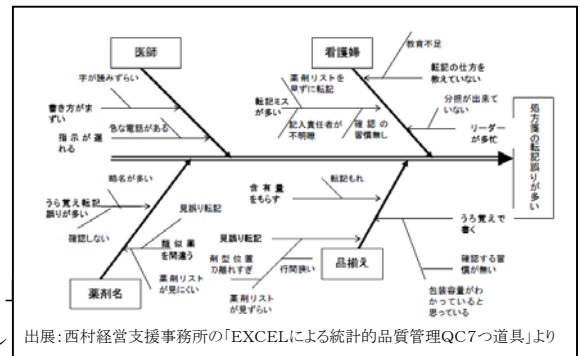 医師
看護婦
教育不足
字が読みずらい
薬剤リストを
見ずに転記
転記の仕方を
教えていない
転記ミス
が多い
書き方がま
ずい
分担が出来て
いない
急な電話がある
指示が遅
れる
記入責任者が
不明瞭
確認の
習慣無し
リーダー
が多忙
処方箋の転記誤りが多い
略名が多い
含有量
をもらす
転記もれ
うら覚え転記
誤りが多い
見誤り転記
うろ覚えで
書く
確認しない
類似薬
を間違う
見誤り転記
剤型位置
の離れすぎ
行間狭い
品揃え
確認する習
慣が無い
薬剤名
薬剤リスト
が見にくい
薬剤リスト
が見ずらい
包装容量がわ
かっていると
思っている
出展:西村経営支援事務所の「EXCELによる統計的品質管理QC7つ道具」より